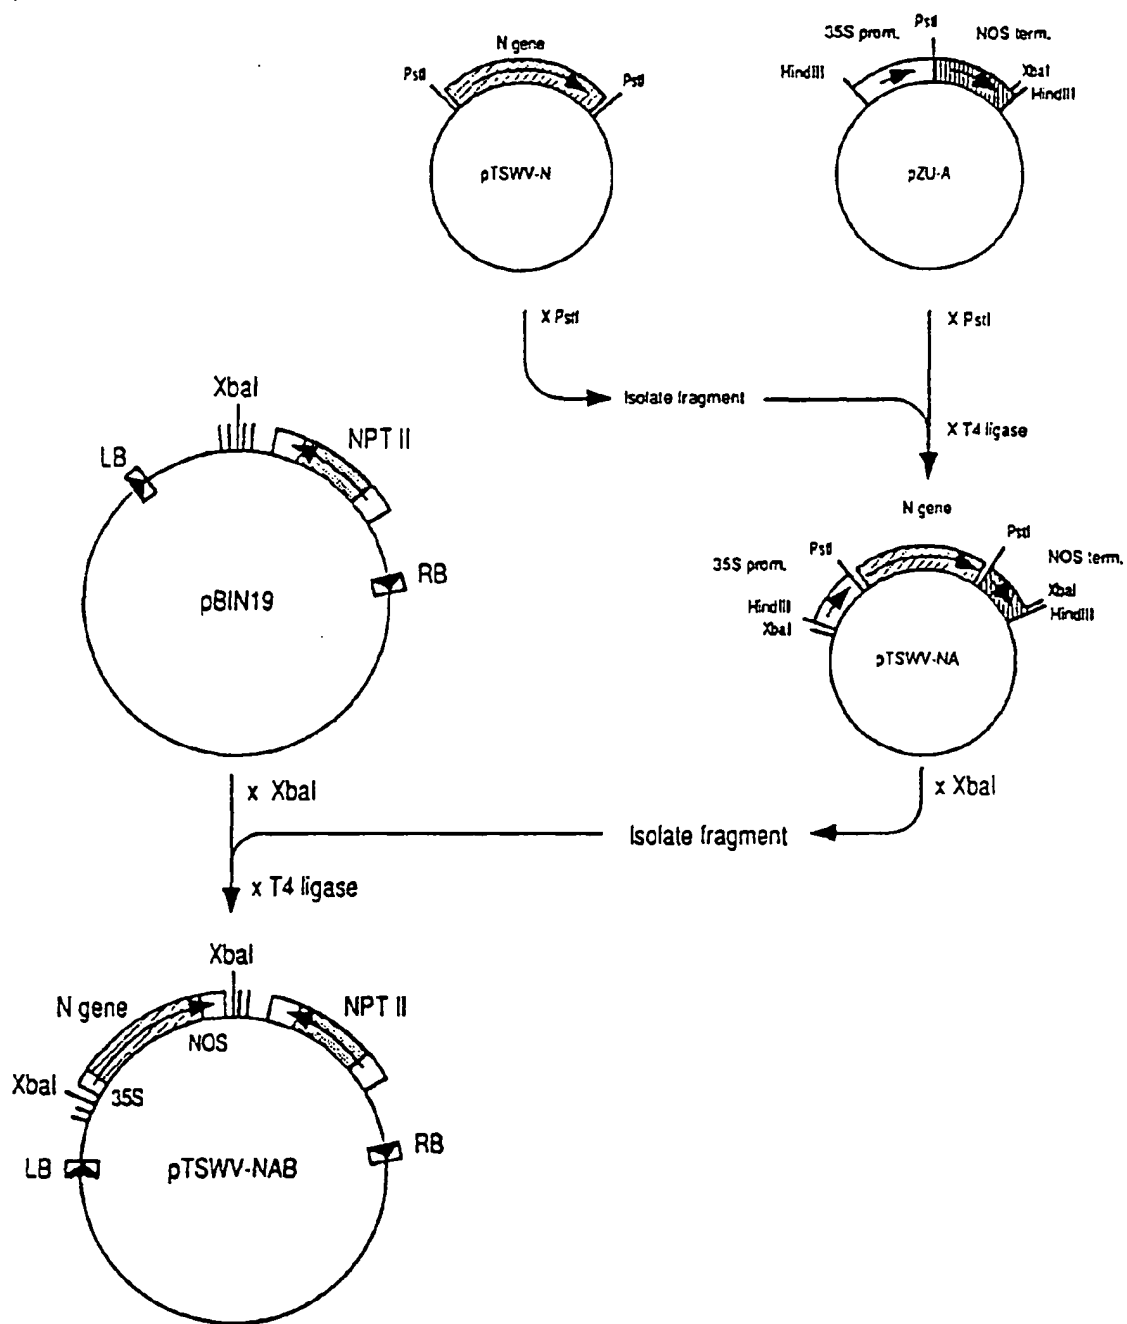 N gene
PstI
PstI
pTSWV-N
35S prom.
PstI
NOS term.
HindIII
XbaI
HindIII
pZU-A
X PstI
X PstI
Isolate fragment
X T4 ligase
XbaI
LB
NPT II
RB
pBIN19
N gene
35S prom.
PstI
PstI
NOS term.
HindIII
XbaI
XbaI
HindIII
pTSWV-NA
x XbaI
x XbaI
Isolate fragment
x T4 ligase
XbaI
N gene
NOS
NPT II
XbaI
35S
LB
RB
pTSWV-NAB